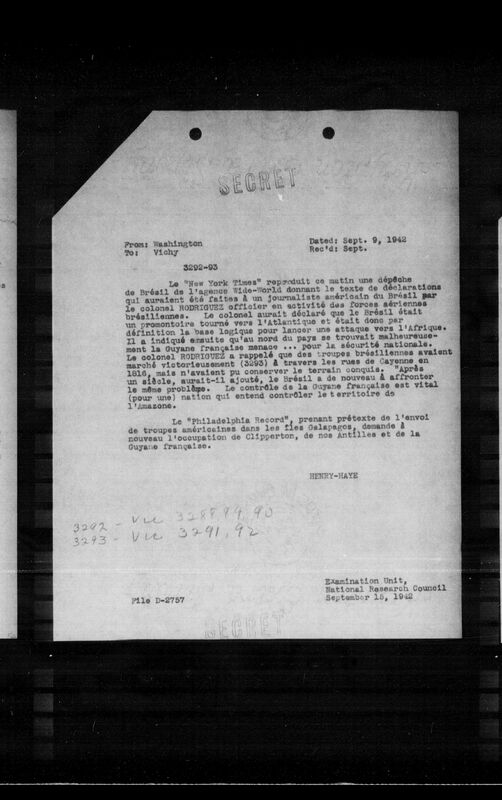 SECRET
From: Washington
To: Vichy
Dated: Sept. 9, 1942
Rec'd: Sept.
3292-93
Le "New York Times" reproduit ce matin une dépêche
de Brésil de l'agence Wide-World donnant le texte de déclarations
qui auraient été faites à un journaliste américain du Brésil par
le colonel RODRIGUEZ officier en activité des forces aériennes
brésiliennes. Le colonel aurait déclaré que le Brésil était
un promontoire tourné vers l'Atlantique et était donc par
définition la base logique pour lancer une attaque vers l'Afrique.
Il a indiqué ensuite qu'au nord du pays se trouvait malheureuse-
ment la Guyane française menace ... pour la sécurité nationale.
Le colonel RODRIGUEZ a rappelé que des troupes brésiliennes avaient
marché victorieusement (3293) à travers les rues de Cayenne en
1816, mais n'avaient pu conserver le terrain conquis. "Après
un siècle, aurait-il ajouté, le Brésil a de nouveau à affronter
le même problème. Le contrôle de la Guyane française est vital
(pour une) nation qui entend contrôler le territoire de
l'Amazone.
Le "Philadelphia Record", prenant prétexte de l'envoi
de troupes américaines dans les îles Galapagos, demande à
nouveau l'occupation de Clipperton, de nos Antilles et de la
Guyane française.
HENRY-HAYE
3292 - Vic 3288 89, 90
3293 - Vic 3291, 92
Examination Unit,
National Research Council
September 15, 1942
File D-2757
SECRET